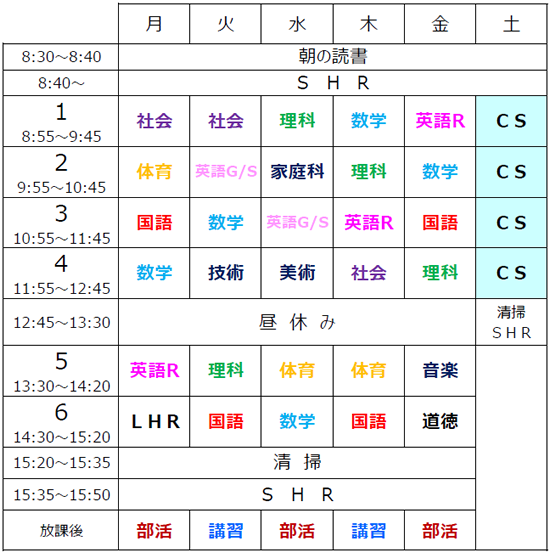 月 火 水 木 金 土
8:30～8:40 朝の読書
8:40～ ＳＨＲ
1 社会 社会 理科 数学 英語R ＣＳ
8:55～9:45
2 体育 英語G/S 家庭科 理科 数学 ＣＳ
9:55～10:45
3 国語 数学 英語G/S 英語R 国語 ＣＳ
10:55～11:45
4 数学 技術 美術 社会 理科 ＣＳ
11:55～12:45
12:45～13:30 昼休み 清掃
ＳＨＲ
5 英語R 理科 体育 体育 音楽
13:30～14:20
6 ＬＨＲ 国語 数学 国語 道徳
14:30～15:20
15:20～15:35 清掃
15:35～15:50 ＳＨＲ
放課後 部活 講習 部活 講習 部活